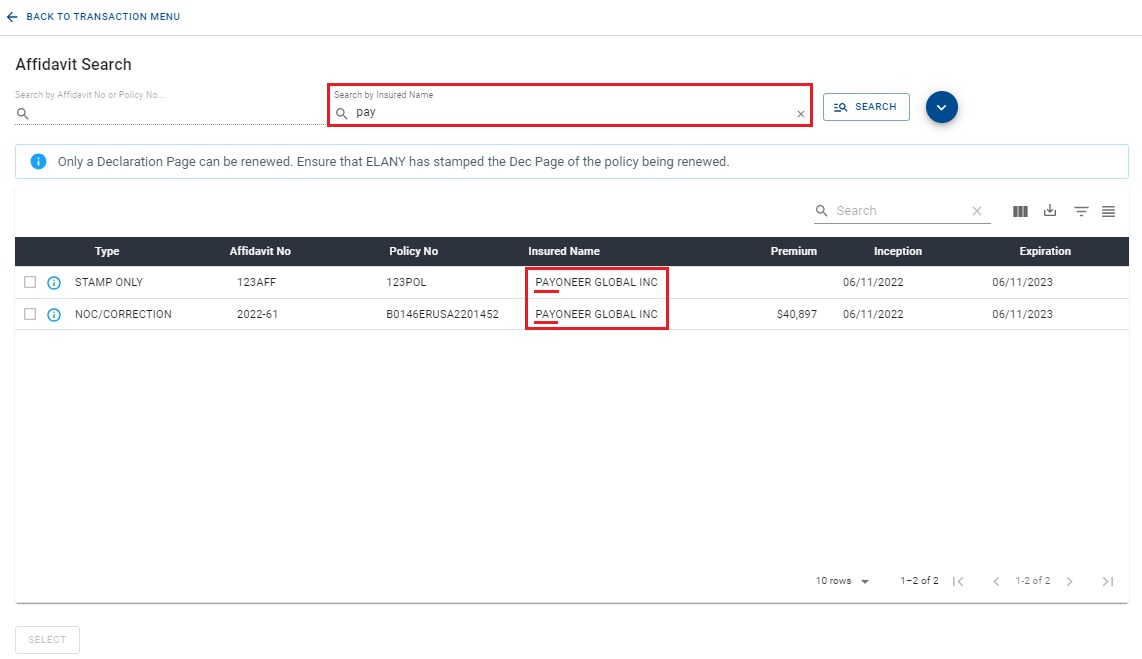 BACK TO TRANSACTION MENU
Affidavit Search
Search by Affidavit No or Policy No... Search by Insured Name
pay SEARCH
Only a Declaration Page can be renewed. Ensure that ELANY has stamped the Dec Page of the policy being renewed.
Search
Type Affidavit No Policy No Insured Name Premium Inception Expiration
STAMP ONLY 123AFF 123POL PAYONEER GLOBAL INC 06/11/2022 06/11/2023
NOC/CORRECTION 2022-61 B0146ERUSA2201452 PAYONEER GLOBAL INC $40,897 06/11/2022 06/11/2023
10 rows 1–2 of 2 1-2 of 2
SELECT